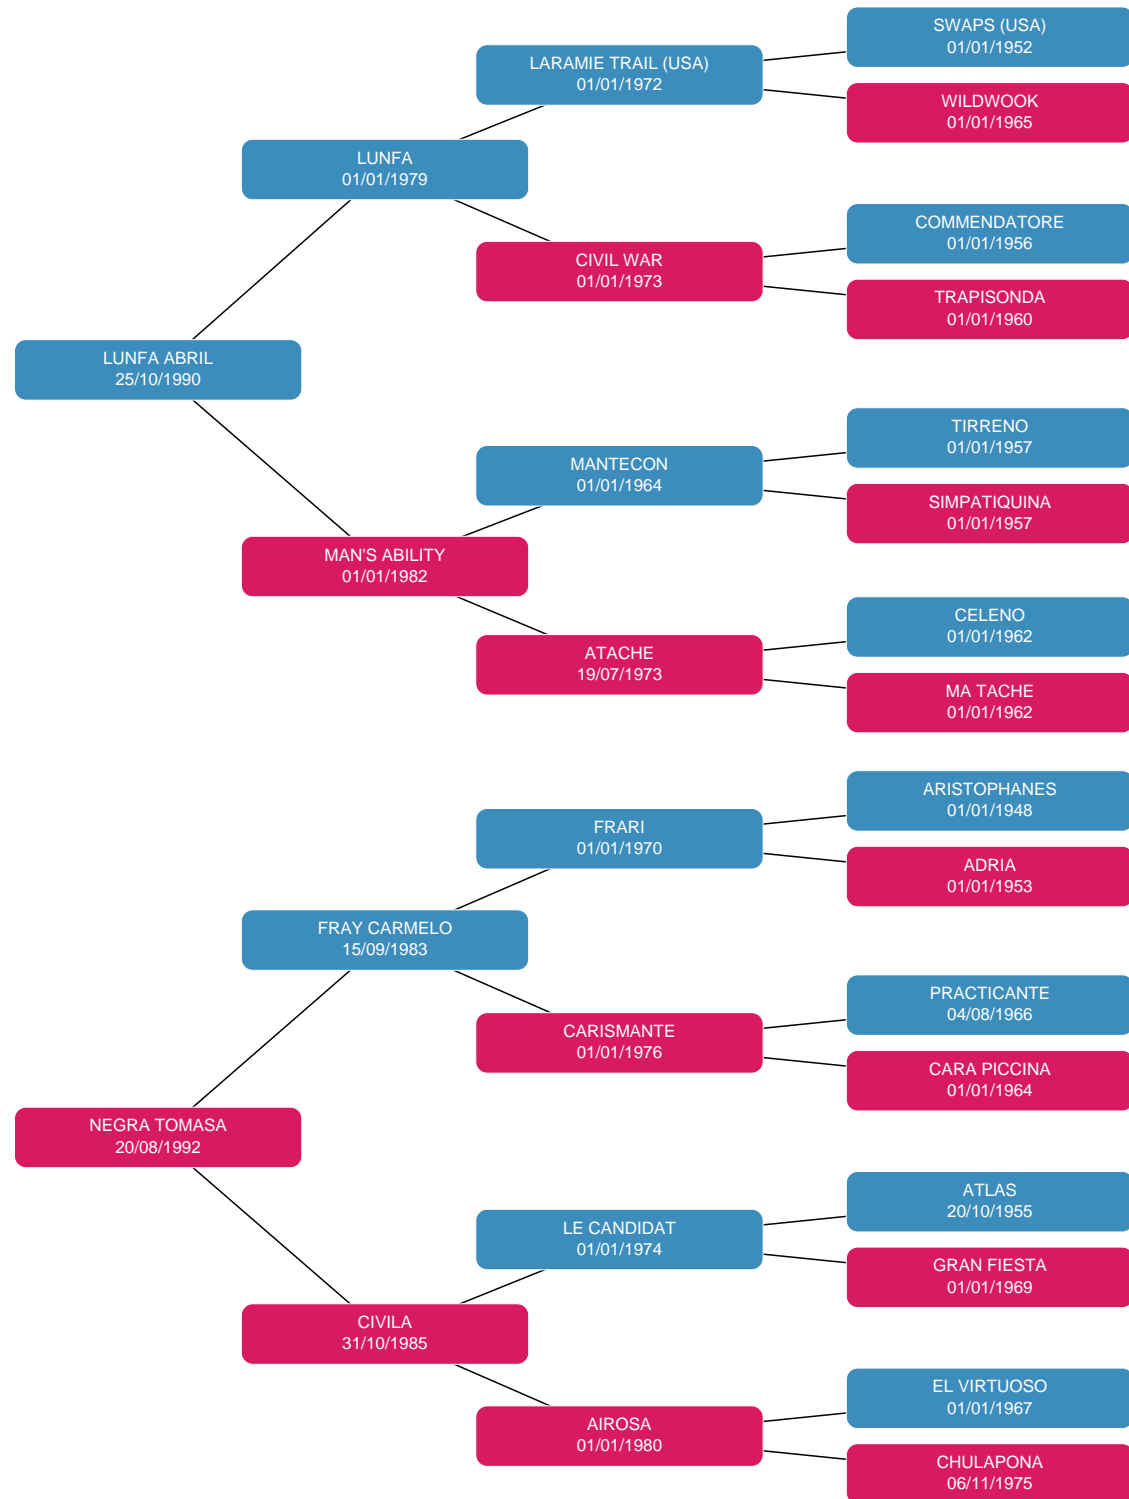 SWAPS (USA)
01/01/1952
LARAMIE TRAIL (USA)
01/01/1972
WILDWOOK
01/01/1965
LUNFA
01/01/1979
COMMENDATORE
01/01/1956
CIVIL WAR
01/01/1973
TRAPISONDA
01/01/1960
LUNFA ABRIL
25/10/1990
TIRRENO
01/01/1957
MANTECON
01/01/1964
SIMPATIQUINA
01/01/1957
MAN'S ABILITY
01/01/1982
CELENO
01/01/1962
ATACHE
19/07/1973
MA TACHE
01/01/1962
ARISTOPHANES
01/01/1948
FRARI
01/01/1970
ADRIA
01/01/1953
FRAY CARMELO
15/09/1983
PRACTICANTE
04/08/1966
CARISMANTE
01/01/1976
CARA PICCINA
01/01/1964
NEGRA TOMASA
20/08/1992
ATLAS
20/10/1955
LE CANDIDAT
01/01/1974
GRAN FIESTA
01/01/1969
CIVILA
31/10/1985
EL VIRTUOSO
01/01/1967
AIROSA
01/01/1980
CHULAPONA
06/11/1975